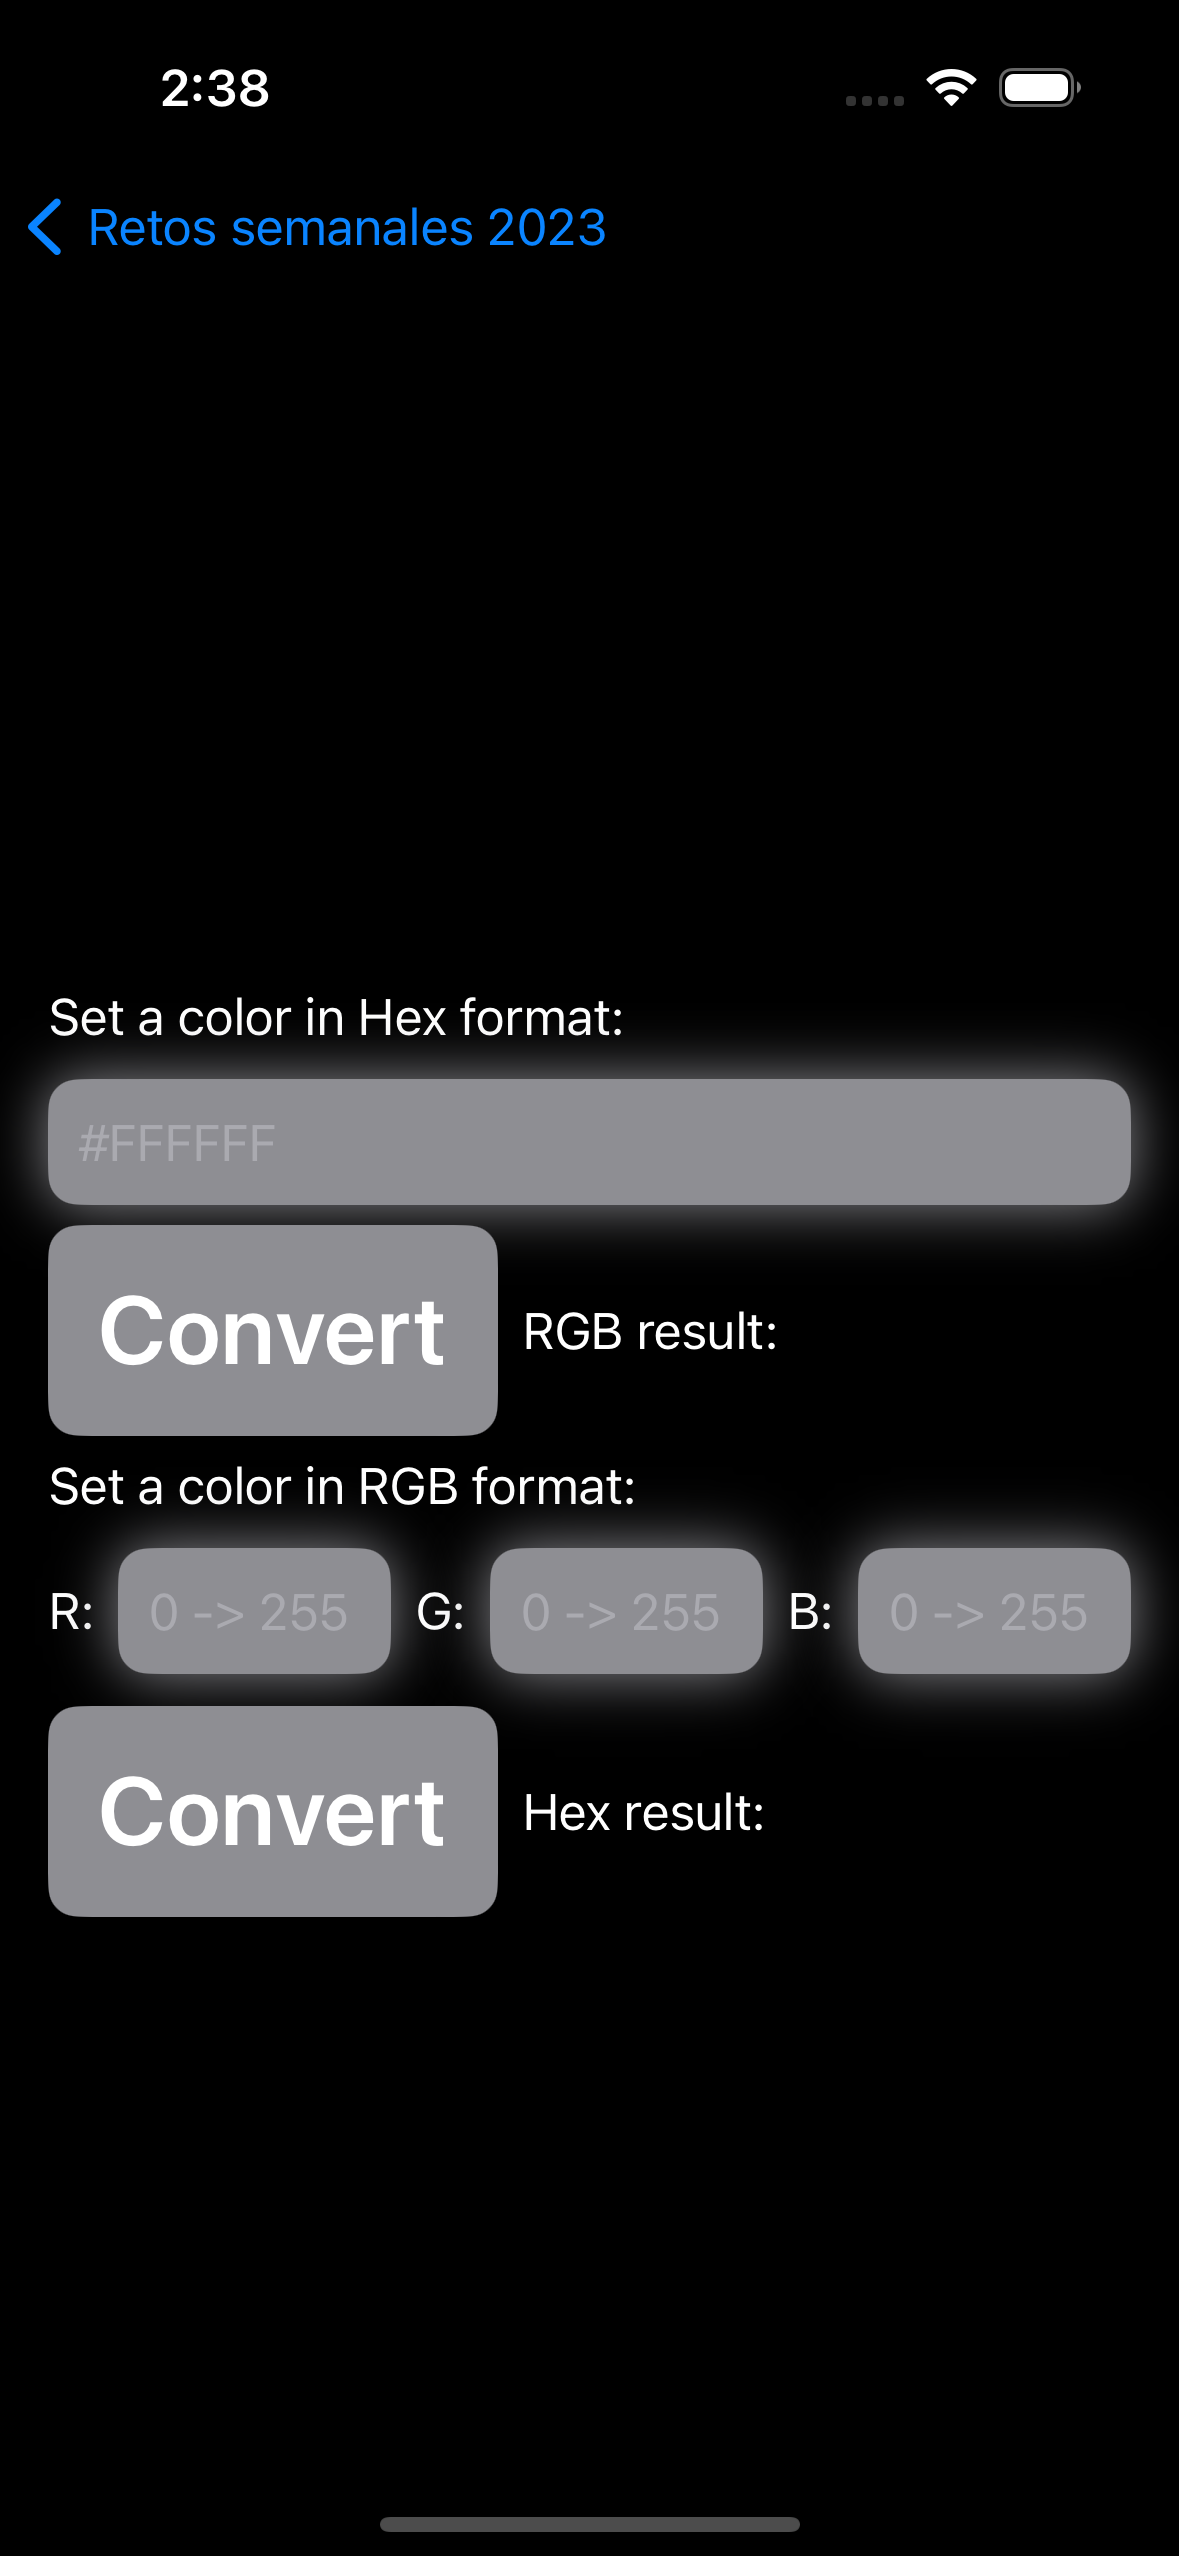 2:38
Retos semanales 2023
Set a color in Hex format:
#FFFFFF
Convert RGB result:
Set a color in RGB format:
R: 0 -> 255 G: 0 -> 255 B: 0 -> 255
Convert Hex result: